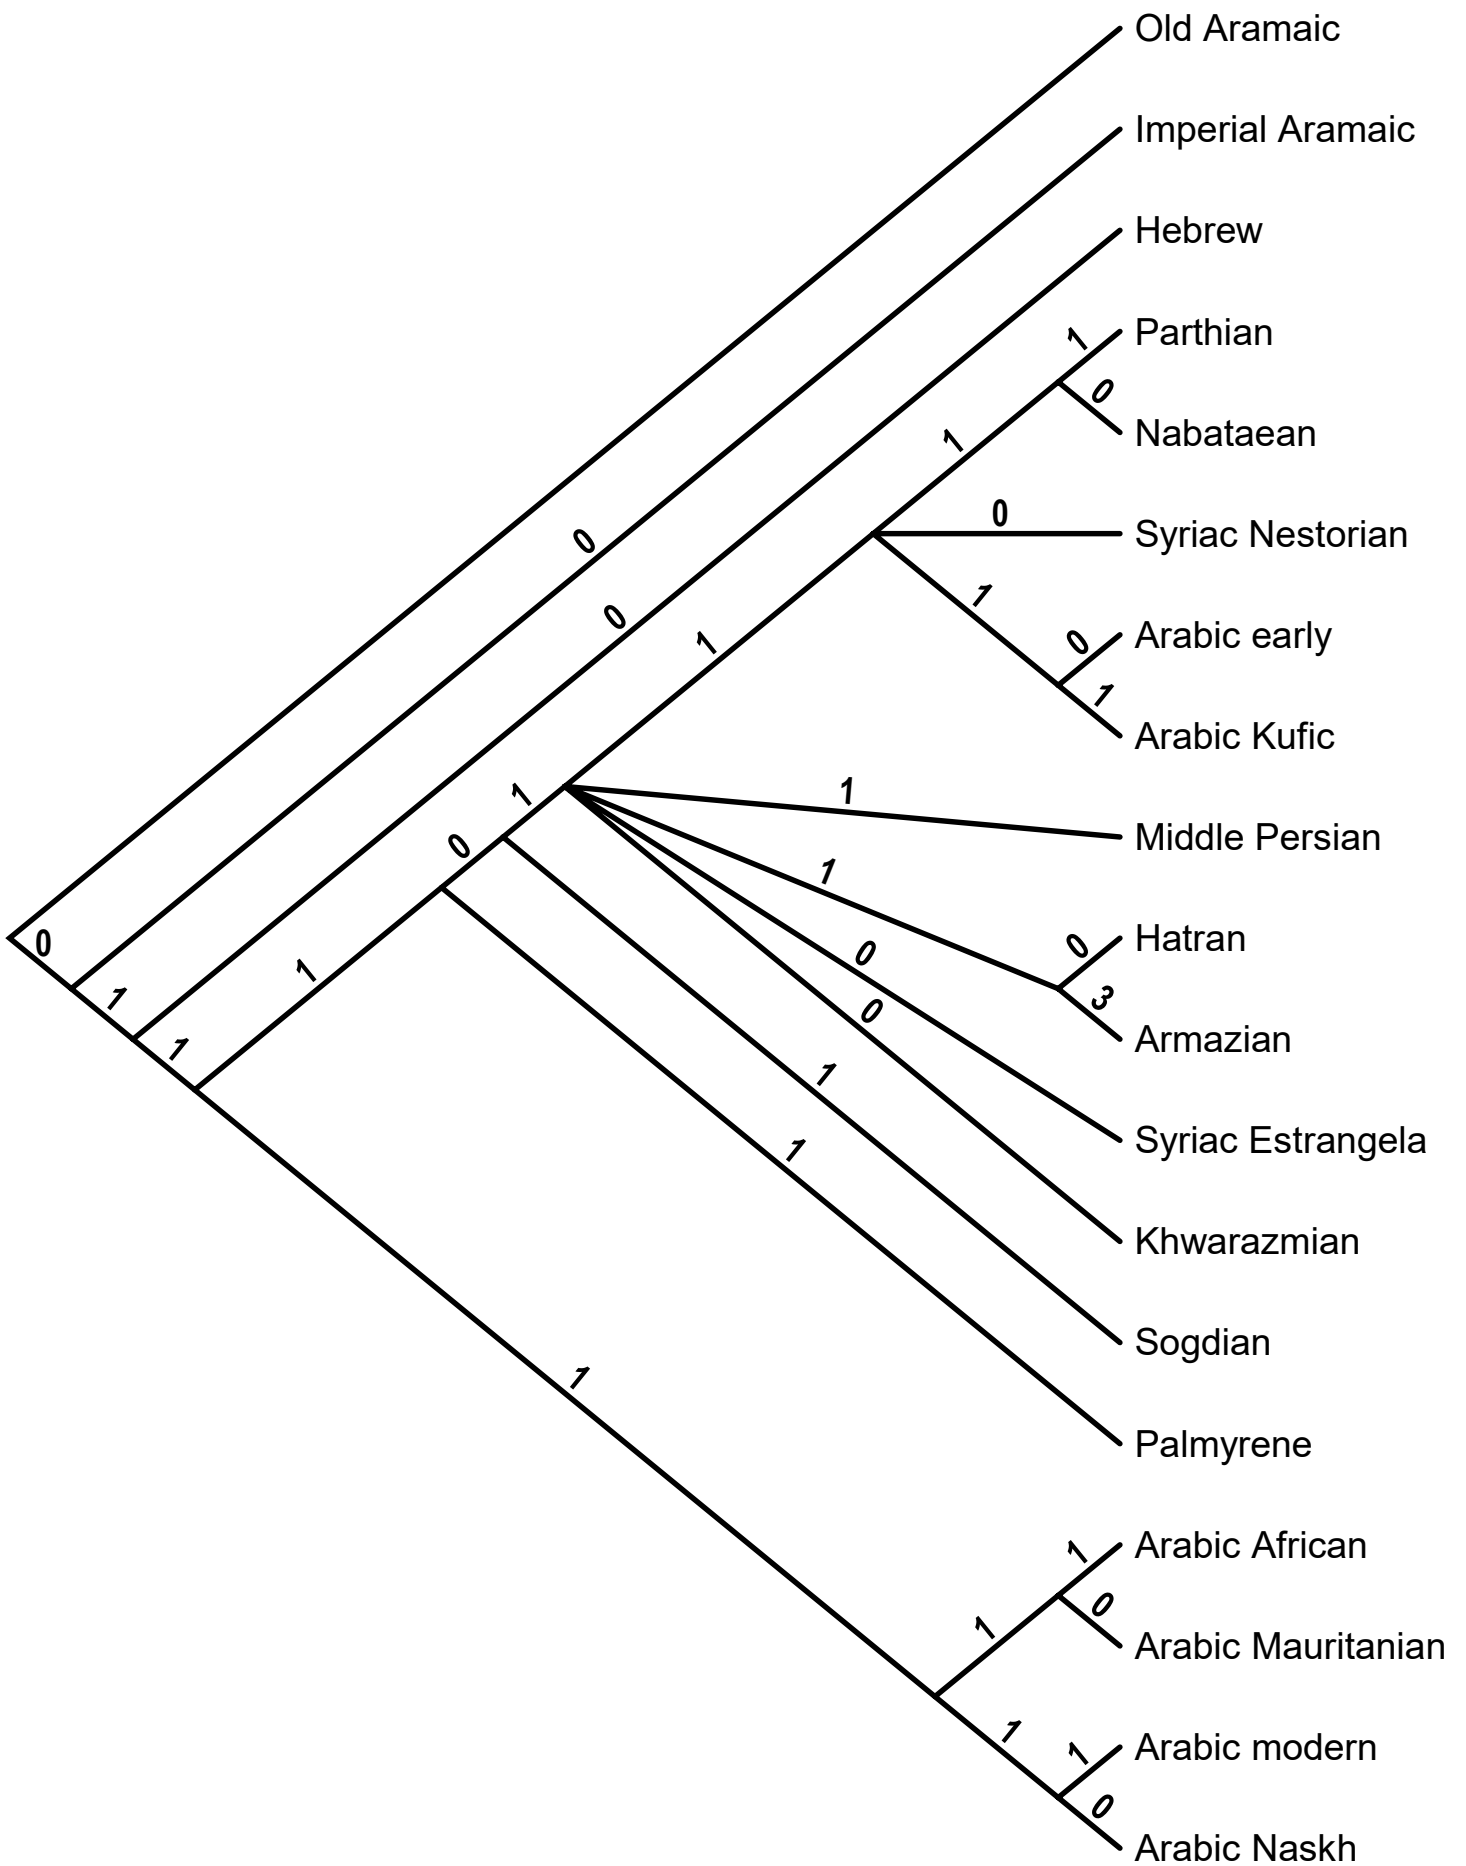 Old Aramaic
Imperial Aramaic
Hebrew
1
Parthian
0
1
Nabataean
0
0
Syriac Nestorian
1
0
0
1
Arabic early
1
Arabic Kufic
1
1
Middle Persian
0
1
0
0
Hatran
0
1
3
1
0
Armazian
1
1
Syriac Estrangela
1
Khwarazmian
Sogdian
1
Palmyrene
1
Arabic African
1
0
Arabic Mauritanian
1
1
Arabic modern
0
Arabic Naskh